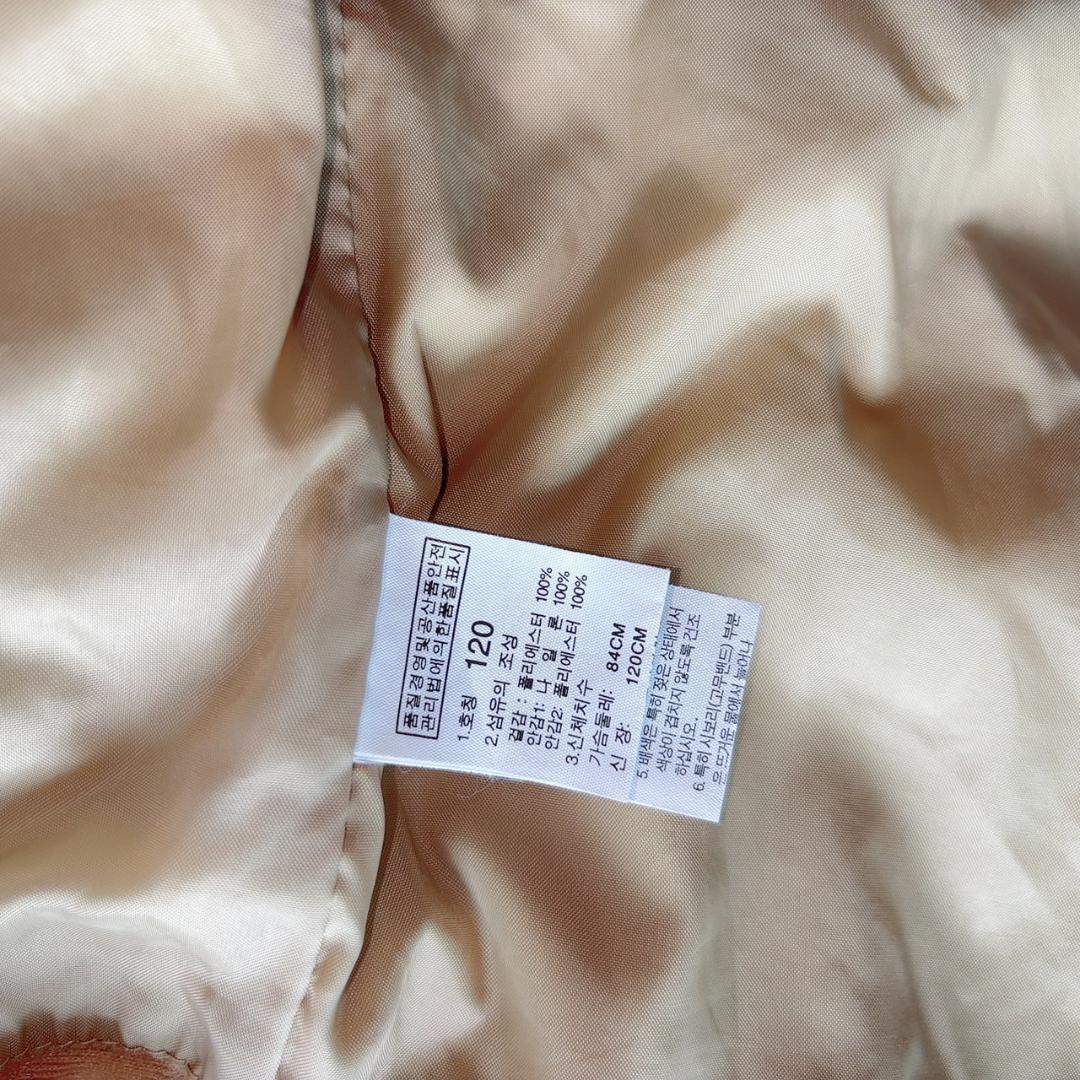 품질경영및공산품안전
관리법에의한품질표시
1.호칭 120
2.섬유의 조성
겉감 : 폴리에스터 100%
안감1: 나 일 론 100%
안감2: 폴리에스터 100%
3.신체치수
가슴둘레: 84CM
신 장: 120CM
5. 배색은 특히 젖은 상태에서
색상이 겹치지 않도록 건조
하십시오.
6. 특히 시보리(고무밴드) 부분
은 뜨거운 물에서 늘어나